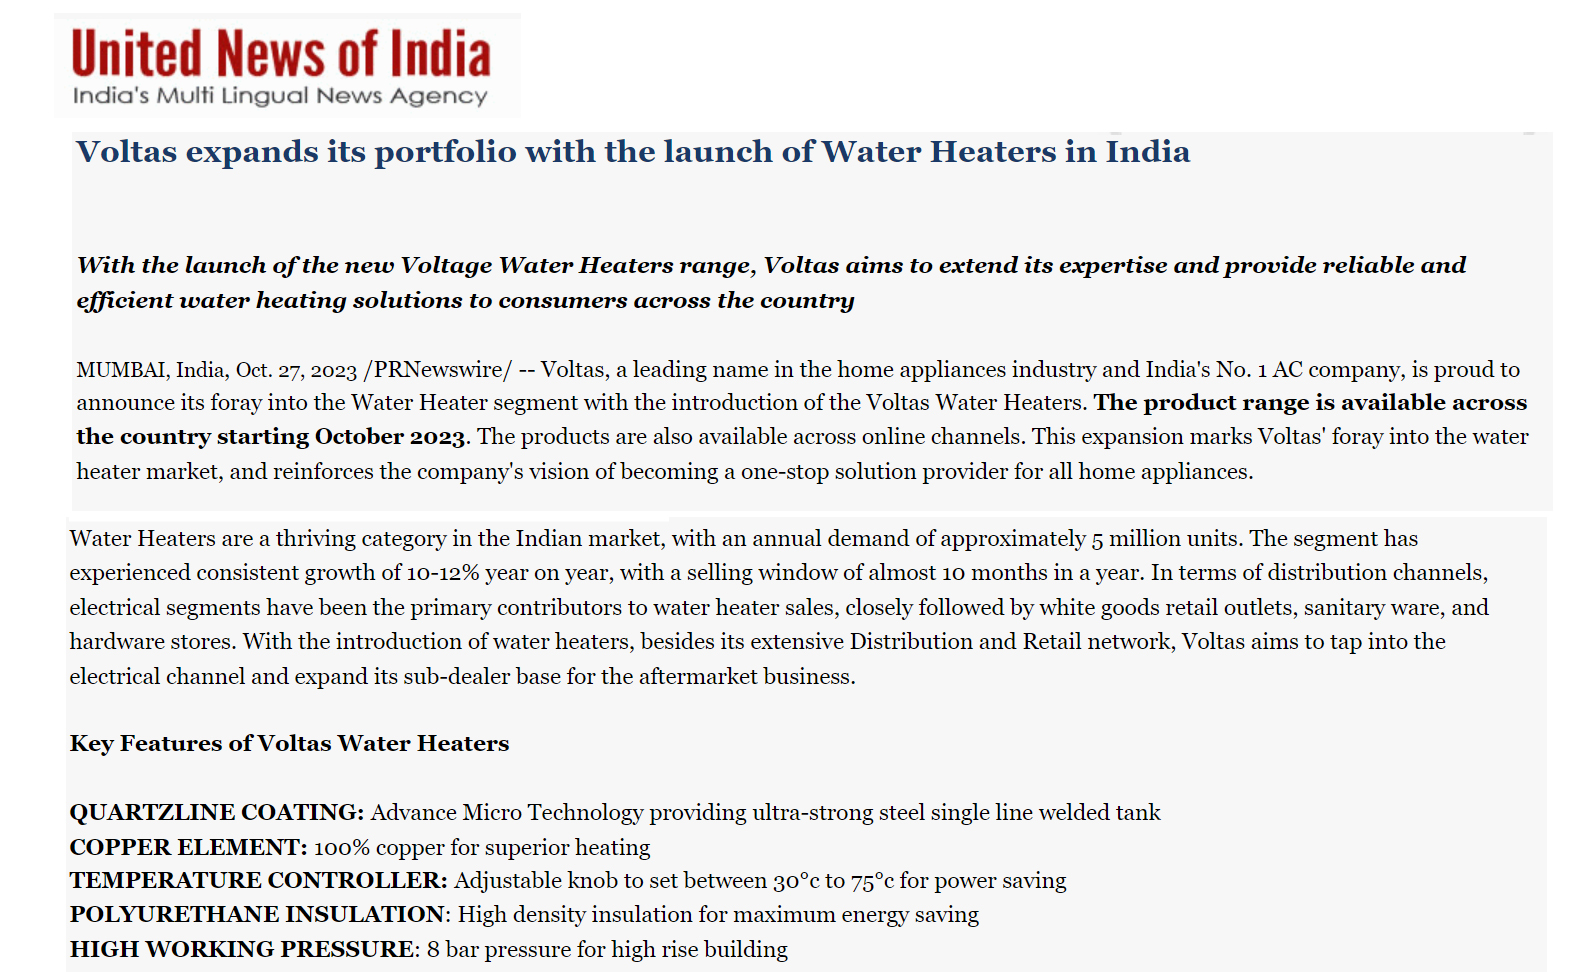 United News of India
India's Multi Lingual News Agency
Voltas expands its portfolio with the launch of Water Heaters in India
With the launch of the new Voltage Water Heaters range, Voltas aims to extend its expertise and provide reliable and
efficient water heating solutions to consumers across the country
MUMBAI, India, Oct. 27, 2023 /PRNewswire/ -- Voltas, a leading name in the home appliances industry and India's No. 1 AC company, is proud to
announce its foray into the Water Heater segment with the introduction of the Voltas Water Heaters. The product range is available across
the country starting October 2023. The products are also available across online channels. This expansion marks Voltas' foray into the water
heater market, and reinforces the company's vision of becoming a one-stop solution provider for all home appliances.
Water Heaters are a thriving category in the Indian market, with an annual demand of approximately 5 million units. The segment has
experienced consistent growth of 10-12% year on year, with a selling window of almost 10 months in a year. In terms of distribution channels,
electrical segments have been the primary contributors to water heater sales, closely followed by white goods retail outlets, sanitary ware, and
hardware stores. With the introduction of water heaters, besides its extensive Distribution and Retail network, Voltas aims to tap into the
electrical channel and expand its sub-dealer base for the aftermarket business.
Key Features of Voltas Water Heaters
QUARTZLINE COATING: Advance Micro Technology providing ultra-strong steel single line welded tank
COPPER ELEMENT: 100% copper for superior heating
TEMPERATURE CONTROLLER: Adjustable knob to set between 30°c to 75°c for power saving
POLYURETHANE INSULATION: High density insulation for maximum energy saving
HIGH WORKING PRESSURE: 8 bar pressure for high rise building